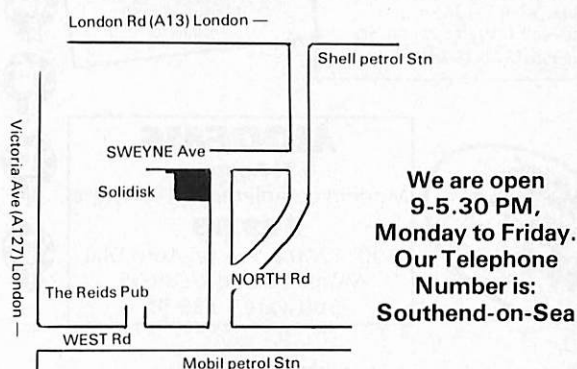 London Rd (A13) London —
Shell petrol Stn
SWEYNE Ave
Solidisk
Victoria Ave (A127) London —
The Reids Pub
NORTH Rd
WEST Rd
Mobil petrol Stn
We are open
9-5.30 PM,
Monday to Friday.
Our Telephone
Number is:
Southend-on-Sea